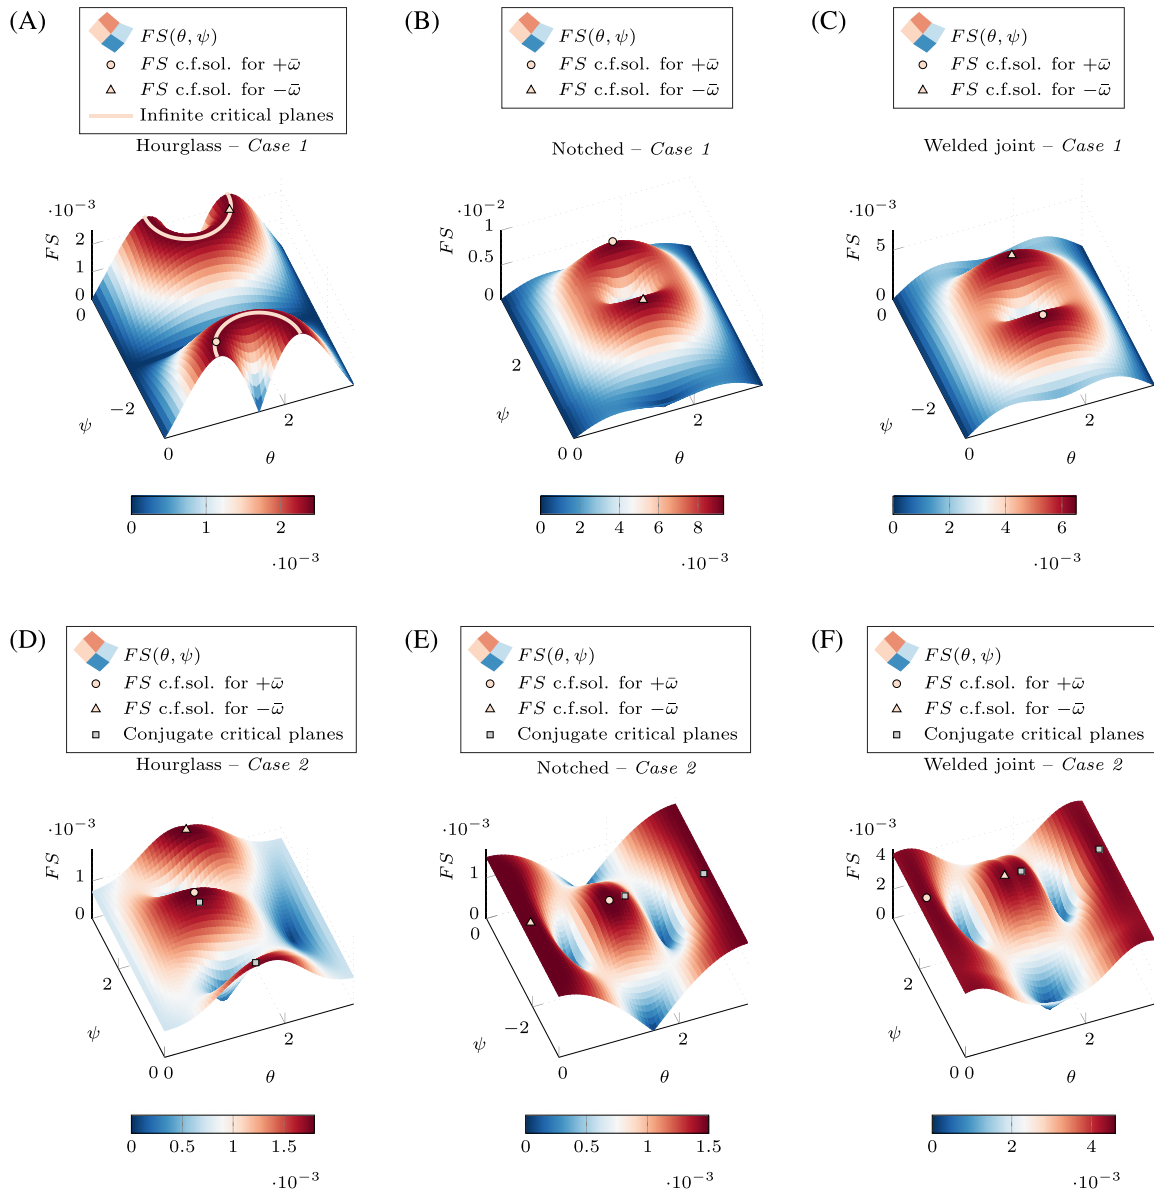 (A)
FS(θ, ψ)
FS c.f.sol. for +ω̄
FS c.f.sol. for −ω̄
Infinite critical planes
Hourglass – Case 1
·10⁻³
FS
2
1
0
0
−2
ψ
0
2
θ
0 1 2
·10⁻³
(B)
FS(θ, ψ)
FS c.f.sol. for +ω̄
FS c.f.sol. for −ω̄
Notched – Case 1
·10⁻²
FS
1
0.5
0
2
ψ
0 0
2
θ
0 2 4 6 8
·10⁻³
(C)
FS(θ, ψ)
FS c.f.sol. for +ω̄
FS c.f.sol. for −ω̄
Welded joint – Case 1
·10⁻³
FS
5
0
0
−2
ψ
0
2
θ
0 2 4 6
·10⁻³
(D)
FS(θ, ψ)
FS c.f.sol. for +ω̄
FS c.f.sol. for −ω̄
Conjugate critical planes
Hourglass – Case 2
·10⁻³
FS
1
0
2
ψ
0 0
2
θ
0 0.5 1 1.5
·10⁻³
(E)
FS(θ, ψ)
FS c.f.sol. for +ω̄
FS c.f.sol. for −ω̄
Conjugate critical planes
Notched – Case 2
·10⁻³
FS
1
0
0
−2
ψ
0
2
θ
0 0.5 1 1.5
·10⁻³
(F)
FS(θ, ψ)
FS c.f.sol. for +ω̄
FS c.f.sol. for −ω̄
Conjugate critical planes
Welded joint – Case 2
·10⁻³
FS
4
2
0
2
ψ
0 0
2
θ
0 2 4
·10⁻³